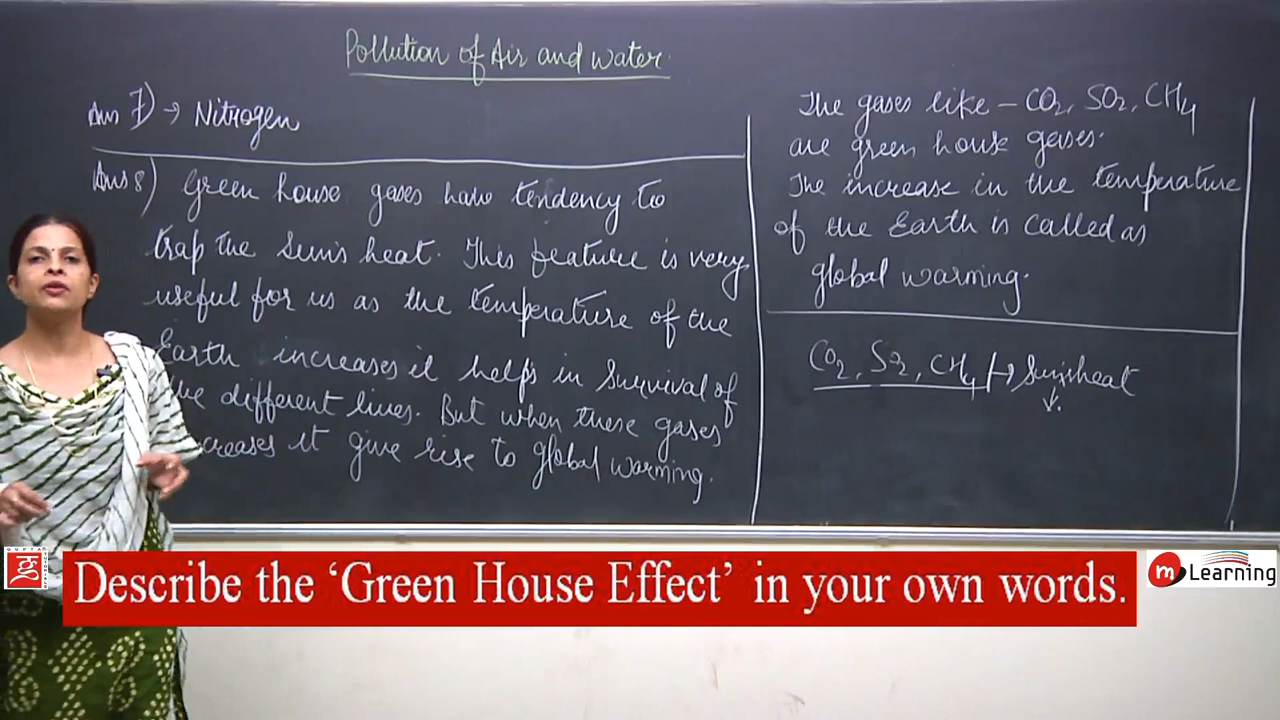 Pollution of Air and water.
Ans 7) → Nitrogen
Ans 8) Green house gases have tendency to
trap the Sun's heat. This feature is very
useful for us as the temperature of the
Earth increases it helps in Survival of
different lives. But when these gases
it give rise to global warming.
The gases like – CO2, SO2, CH4
are green house gases.
The increase in the temperature
of the Earth is called as
global warming.
CO2, SO2, CH4 → Sun's heat
↓
GUPTA
Describe the ‘Green House Effect’ in your own words.
m Learning